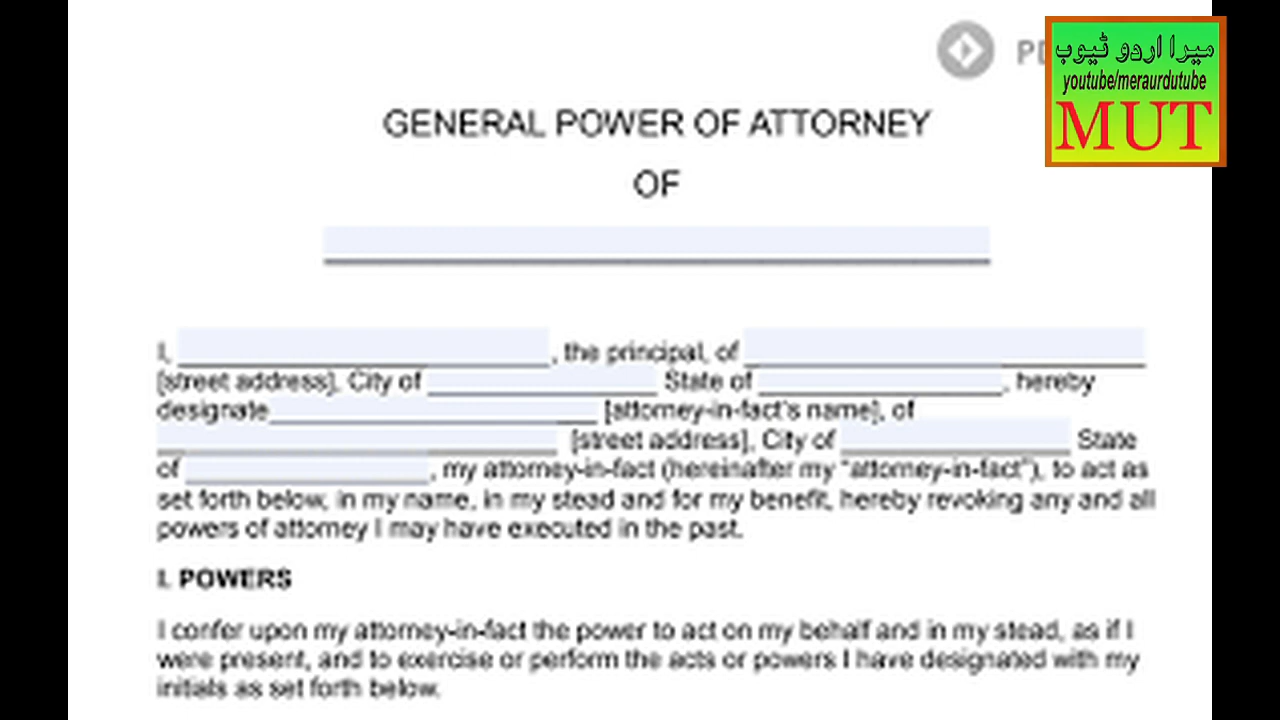 PD
میرا اردو ٹیوب
youtube/meraurdutube
MUT
GENERAL POWER OF ATTORNEY
OF
I, , the principal, of
[street address], City of State of , hereby
designate [attorney-in-fact's name], of
[street address], City of State
of , my attorney-in-fact (hereinafter my “attorney-in-fact”), to act as
set forth below, in my name, in my stead and for my benefit, hereby revoking any and all
powers of attorney I may have executed in the past.
I. POWERS
I confer upon my attorney-in-fact the power to act on my behalf and in my stead, as if I
were present, and to exercise or perform the acts or powers I have designated with my
initials as set forth below.